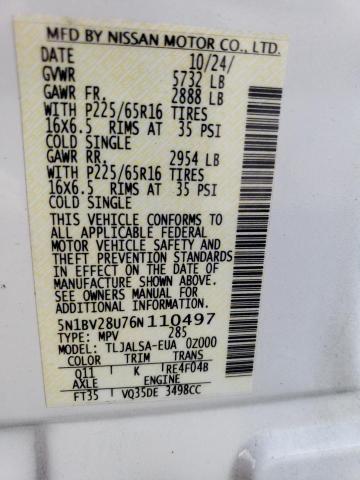 MFD BY NISSAN MOTOR CO., LTD.
DATE 10/24/
GVWR 5732 LB
GAWR FR. 2888 LB
WITH P225/65R16 TIRES
16X6.5 RIMS AT 35 PSI
COLD SINGLE
GAWR RR. 2954 LB
WITH P225/65R16 TIRES
16X6.5 RIMS AT 35 PSI
COLD SINGLE
THIS VEHICLE CONFORMS TO
ALL APPLICABLE FEDERAL
MOTOR VEHICLE SAFETY AND
THEFT PREVENTION STANDARDS
IN EFFECT ON THE DATE OF
MANUFACTURE SHOWN ABOVE.
SEE OWNERS MANUAL FOR
ADDITIONAL INFORMATION.
5N1BV28U76N110497
TYPE: MPV 285
MODEL: TLJALSA-EUA 0Z000
COLOR TRIM TRANS
Q11 K RE4F04B
AXLE ENGINE
FT35 VQ35DE 3498CC